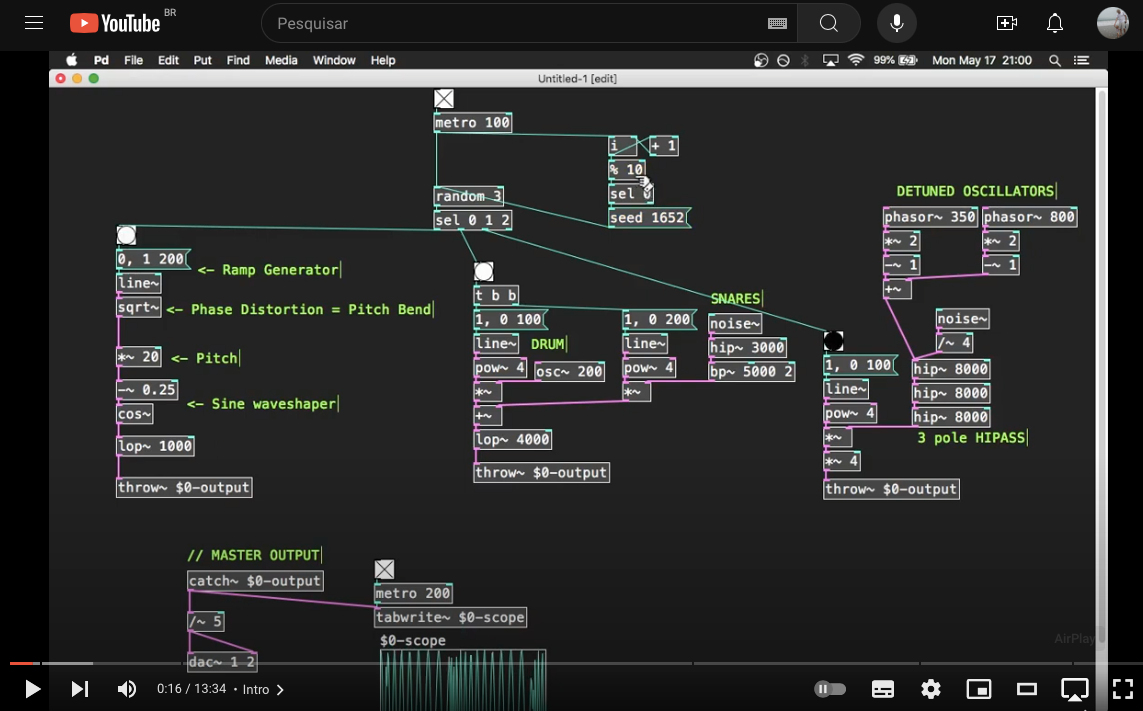 YouTube BR
Pesquisar
Pd File Edit Put Find Media Window Help
99% Mon May 17 21:00
Untitled-1 [edit]
metro 100
i + 1
% 10
random 3
sel 0
sel 0 1 2
seed 1652
DETUNED OSCILLATORS
phasor~ 350 phasor~ 800
*~ 2 *~ 2
-~ 1 -~ 1
+~
0, 1 200
<- Ramp Generator
line~
sqrt~ <- Phase Distortion = Pitch Bend
*~ 20 <- Pitch
-~ 0.25
<- Sine waveshaper
cos~
lop~ 1000
throw~ $0-output
t b b
1, 0 100
line~ DRUM
pow~ 4 osc~ 200
*~
+~
lop~ 4000
throw~ $0-output
1, 0 200
line~
pow~ 4
*~
SNARES
noise~
hip~ 3000
bp~ 5000 2
noise~
/~ 4
hip~ 8000
hip~ 8000
hip~ 8000
3 pole HIPASS
1, 0 100
line~
pow~ 4
*~
*~ 4
throw~ $0-output
// MASTER OUTPUT
catch~ $0-output
/~ 5
dac~ 1 2
metro 200
tabwrite~ $0-scope
$0-scope
AirPlay
0:16 / 13:34 • Intro